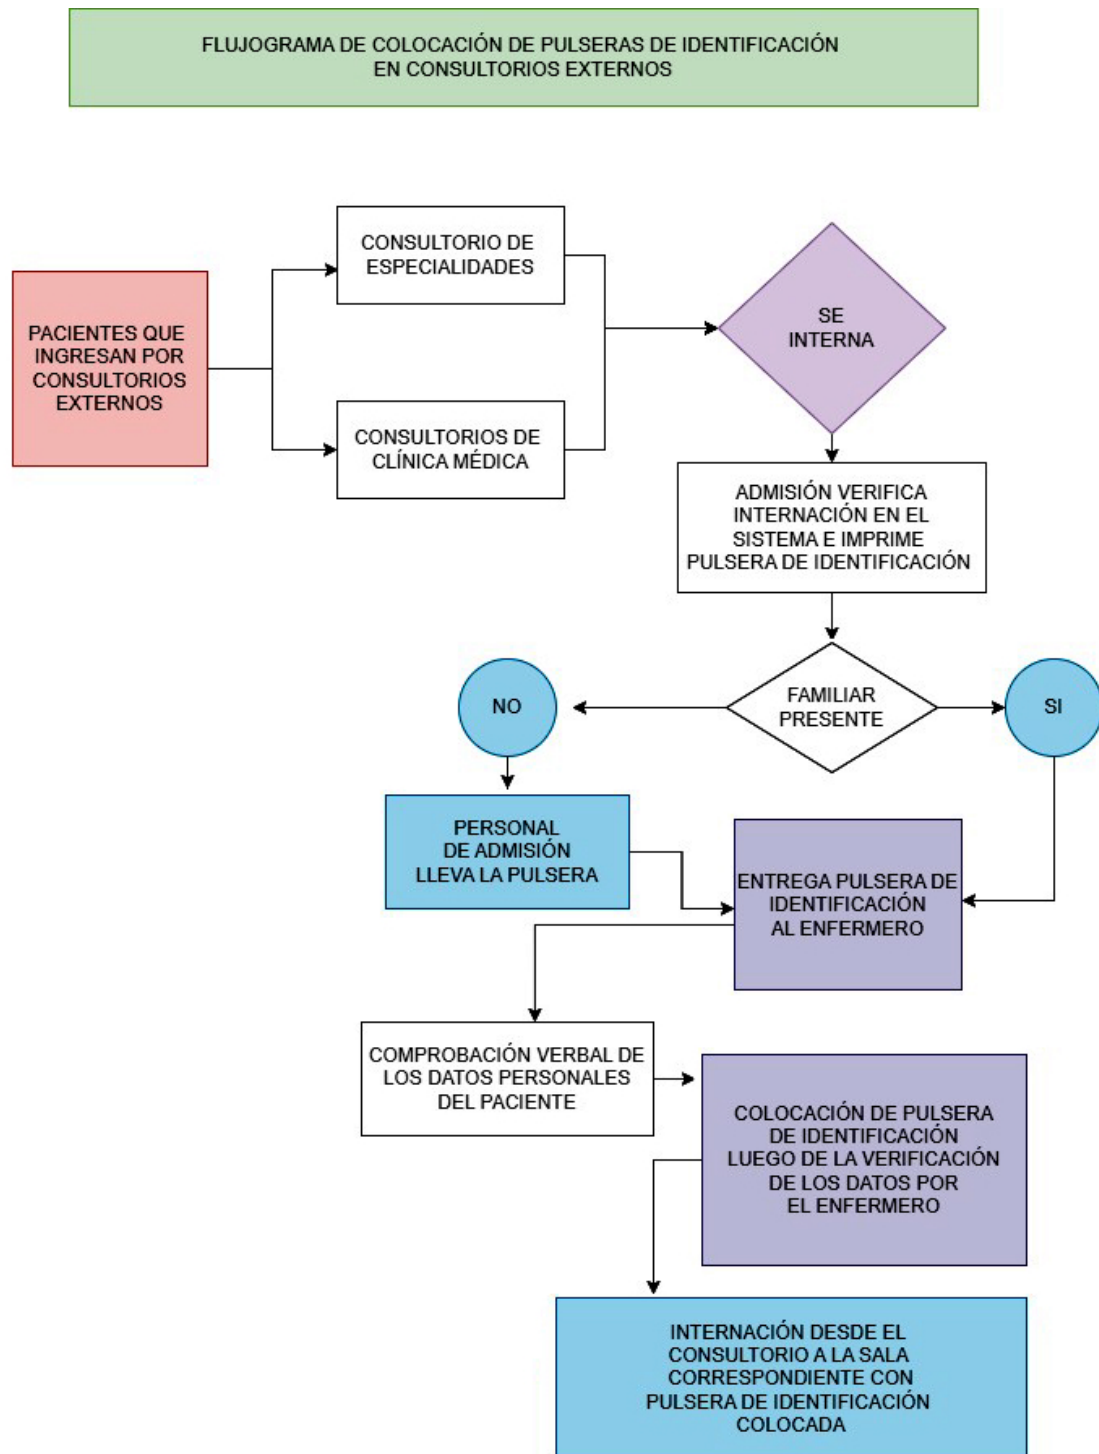 FLUJOGRAMA DE COLOCACIÓN DE PULSERAS DE IDENTIFICACIÓN
EN CONSULTORIOS EXTERNOS
PACIENTES QUE
INGRESAN POR
CONSULTORIOS
EXTERNOS
CONSULTORIO DE
ESPECIALIDADES
CONSULTORIOS DE
CLÍNICA MÉDICA
SE
INTERNA
ADMISIÓN VERIFICA
INTERNACIÓN EN EL
SISTEMA E IMPRIME
PULSERA DE IDENTIFICACIÓN
FAMILIAR
PRESENTE
NO
SI
PERSONAL
DE ADMISIÓN
LLEVA LA PULSERA
ENTREGA PULSERA DE
IDENTIFICACIÓN
AL ENFERMERO
COMPROBACIÓN VERBAL DE
LOS DATOS PERSONALES
DEL PACIENTE
COLOCACIÓN DE PULSERA
DE IDENTIFICACIÓN
LUEGO DE LA VERIFICACIÓN
DE LOS DATOS POR
EL ENFERMERO
INTERNACIÓN DESDE EL
CONSULTORIO A LA SALA
CORRESPONDIENTE CON
PULSERA DE IDENTIFICACIÓN
COLOCADA